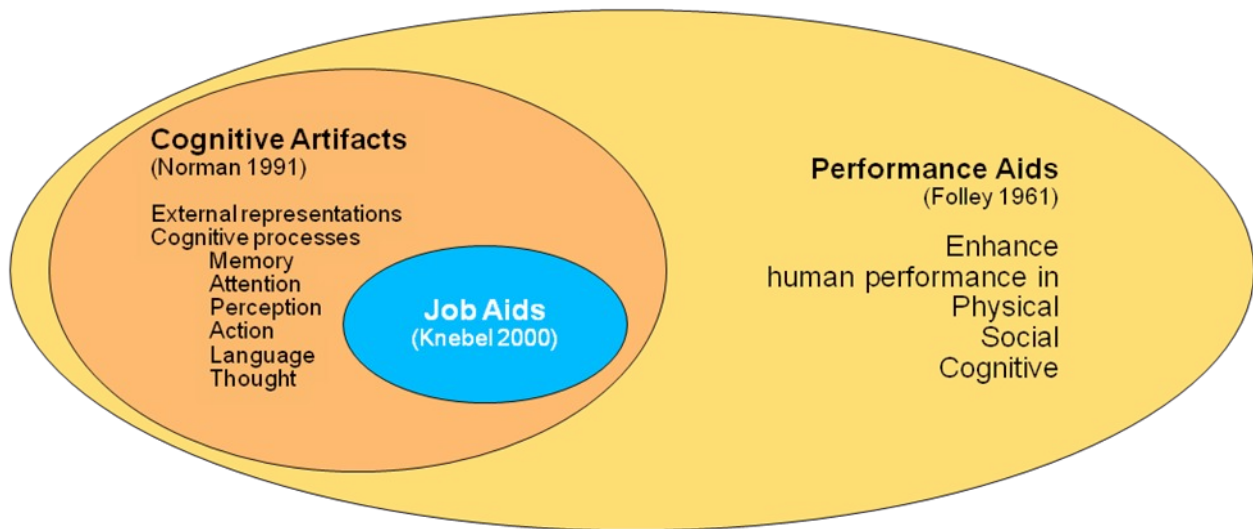 Cognitive Artifacts
(Norman 1991)
External representations
Cognitive processes
Memory
Attention
Perception
Action
Language
Thought
Job Aids
(Knebel 2000)
Performance Aids
(Folley 1961)
Enhance
human performance in
Physical
Social
Cognitive